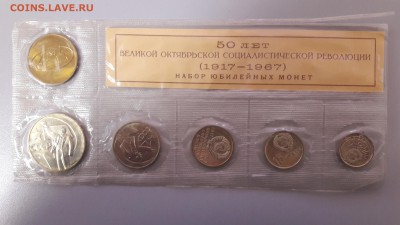 COINS.LAVE.RU
50 ЛЕТ
ВЕЛИКОЙ ОКТЯБРЬСКОЙ СОЦИАЛИСТИЧЕСКОЙ РЕВОЛЮЦИИ
(1917-1967)
НАБОР ЮБИЛЕЙНЫХ МОНЕТ